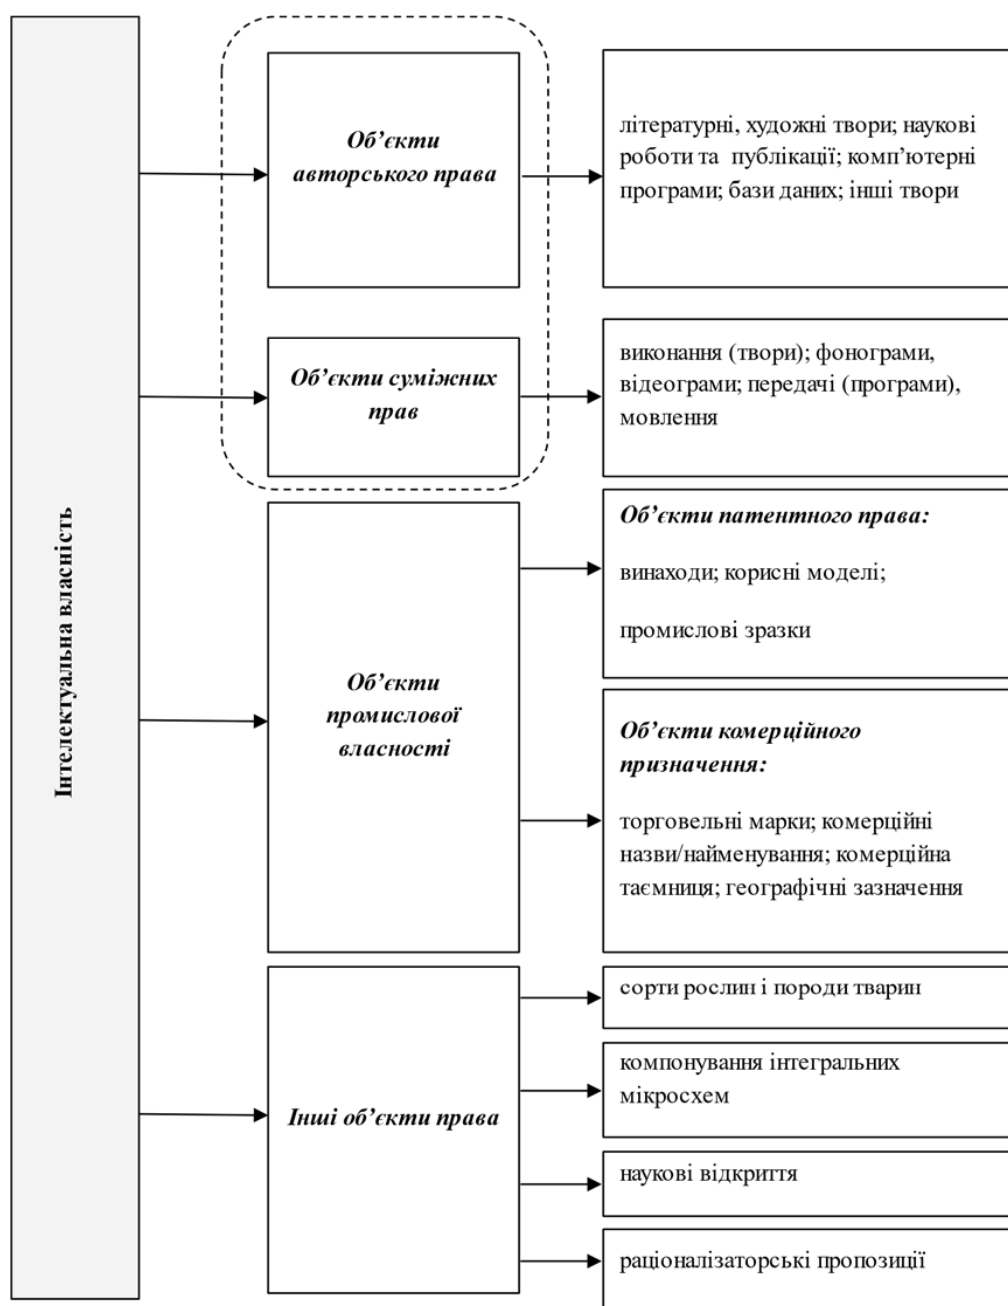 Інтелектуальна власність
Об’єкти
авторського права
літературні, художні твори; наукові
роботи та публікації; комп’ютерні
програми; бази даних; інші твори
Об’єкти суміжних
прав
виконання (твори); фонограми,
відеограми; передачі (програми),
мовлення
Об’єкти
промислової
власності
Об’єкти патентного права:
винаходи; корисні моделі;
промислові зразки
Об’єкти комерційного
призначення:
торговельні марки; комерційні
назви/найменування; комерційна
таємниця; географічні зазначення
Інші об’єкти права
сорти рослин і породи тварин
компонування інтегральних
мікросхем
наукові відкриття
раціоналізаторські пропозиції